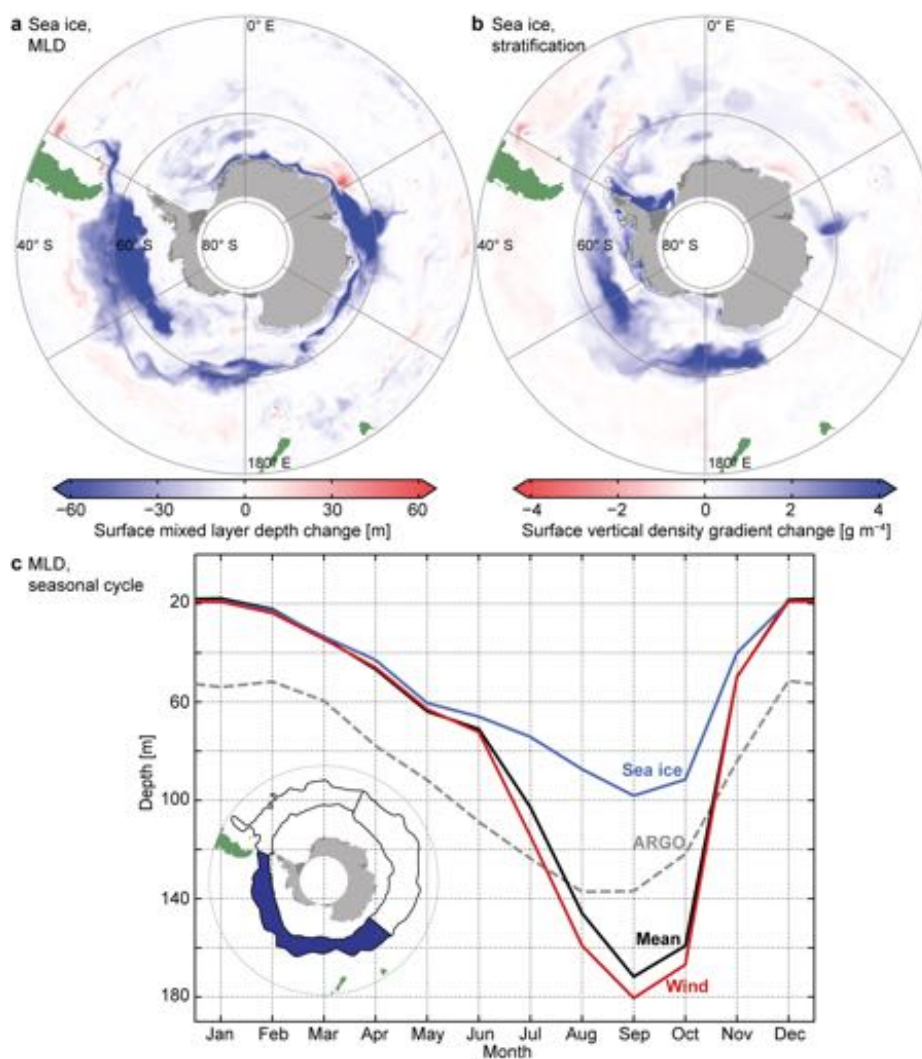 a Sea ice,
MLD
0° E
40° S
60° S
80° S
180° E
−60
−30
0
30
60
Surface mixed layer depth change [m]
b Sea ice,
stratification
0° E
40° S
60° S
80° S
180° E
−4
−2
0
2
4
Surface vertical density gradient change [g m⁻⁴]
c MLD,
seasonal cycle
20
60
100
140
180
Depth [m]
Sea ice
ARGO
Mean
Wind
Jan Feb Mar Apr May Jun Jul Aug Sep Oct Nov Dec
Month